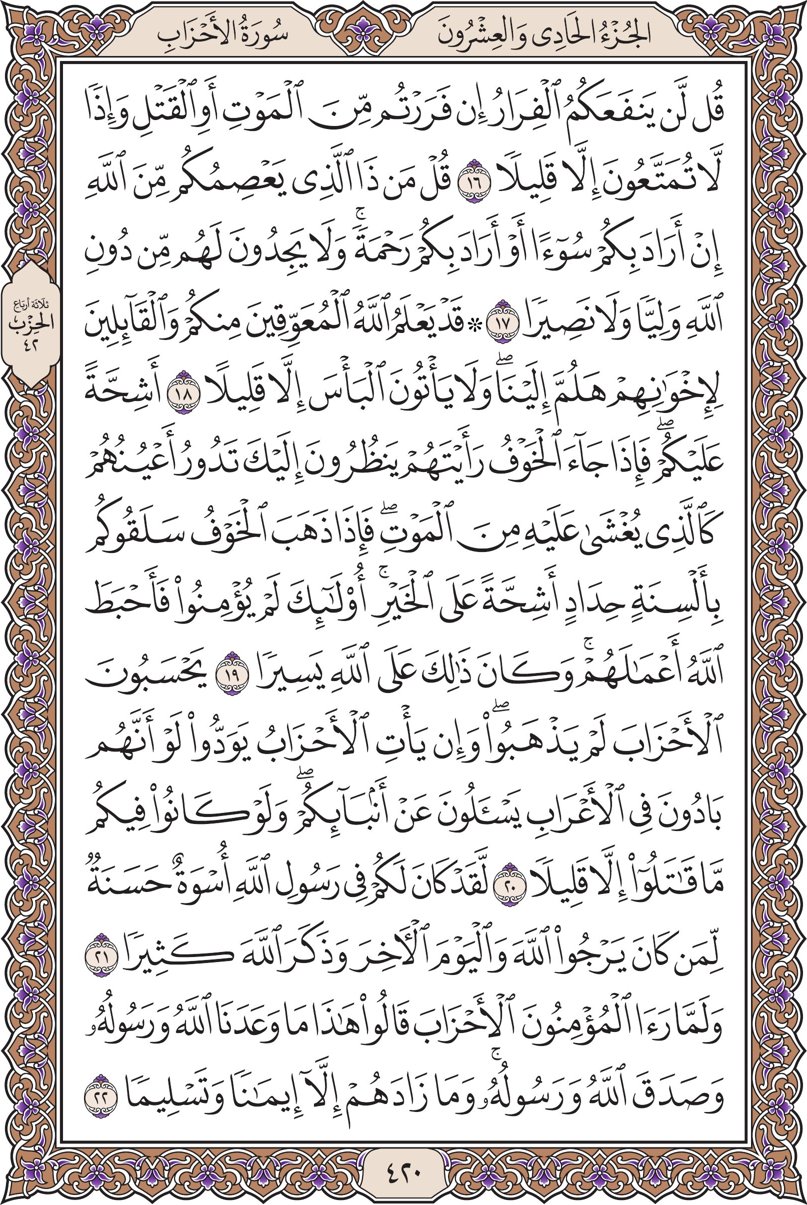 الجُزْءُ الحَادِي وَالعِشْرُونَ
سُورَةُ الأَحْزَابِ
قُل لَّن يَنفَعَكُمُ ٱلْفِرَارُ إِن فَرَرْتُم مِّنَ ٱلْمَوْتِ أَوِ ٱلْقَتْلِ وَإِذًا
لَّا تُمَتَّعُونَ إِلَّا قَلِيلًا ١٦ قُلْ مَن ذَا ٱلَّذِى يَعْصِمُكُم مِّنَ ٱللَّهِ
إِنْ أَرَادَ بِكُمْ سُوٓءًا أَوْ أَرَادَ بِكُمْ رَحْمَةًۚ وَلَا يَجِدُونَ لَهُم مِّن دُونِ
ٱللَّهِ وَلِيًّا وَلَا نَصِيرًا ١٧ ۞ قَدْ يَعْلَمُ ٱللَّهُ ٱلْمُعَوِّقِينَ مِنكُمْ وَٱلْقَآئِلِينَ
لِإِخْوَٰنِهِمْ هَلُمَّ إِلَيْنَاۖ وَلَا يَأْتُونَ ٱلْبَأْسَ إِلَّا قَلِيلًا ١٨ أَشِحَّةً
عَلَيْكُمْۖ فَإِذَا جَآءَ ٱلْخَوْفُ رَأَيْتَهُمْ يَنظُرُونَ إِلَيْكَ تَدُورُ أَعْيُنُهُمْ
كَٱلَّذِى يُغْشَىٰ عَلَيْهِ مِنَ ٱلْمَوْتِۖ فَإِذَا ذَهَبَ ٱلْخَوْفُ سَلَقُوكُم
بِأَلْسِنَةٍ حِدَادٍ أَشِحَّةً عَلَى ٱلْخَيْرِۚ أُو۟لَٰٓئِكَ لَمْ يُؤْمِنُوا۟ فَأَحْبَطَ
ٱللَّهُ أَعْمَٰلَهُمْۚ وَكَانَ ذَٰلِكَ عَلَى ٱللَّهِ يَسِيرًا ١٩ يَحْسَبُونَ
ٱلْأَحْزَابَ لَمْ يَذْهَبُوا۟ۖ وَإِن يَأْتِ ٱلْأَحْزَابُ يَوَدُّوا۟ لَوْ أَنَّهُم
بَادُونَ فِى ٱلْأَعْرَابِ يَسْـَٔلُونَ عَنْ أَنۢبَآئِكُمْۖ وَلَوْ كَانُوا۟ فِيكُم
مَّا قَٰتَلُوٓا۟ إِلَّا قَلِيلًا ٢٠ لَّقَدْ كَانَ لَكُمْ فِى رَسُولِ ٱللَّهِ أُسْوَةٌ حَسَنَةٌ
لِّمَن كَانَ يَرْجُوا۟ ٱللَّهَ وَٱلْيَوْمَ ٱلْـَٔاخِرَ وَذَكَرَ ٱللَّهَ كَثِيرًا ٢١
وَلَمَّا رَءَا ٱلْمُؤْمِنُونَ ٱلْأَحْزَابَ قَالُوا۟ هَٰذَا مَا وَعَدَنَا ٱللَّهُ وَرَسُولُهُۥ
وَصَدَقَ ٱللَّهُ وَرَسُولُهُۥۚ وَمَا زَادَهُمْ إِلَّآ إِيمَٰنًا وَتَسْلِيمًا ٢٢
ثلاثة أرباع
الحِزْب
٤٢
٤٢٠